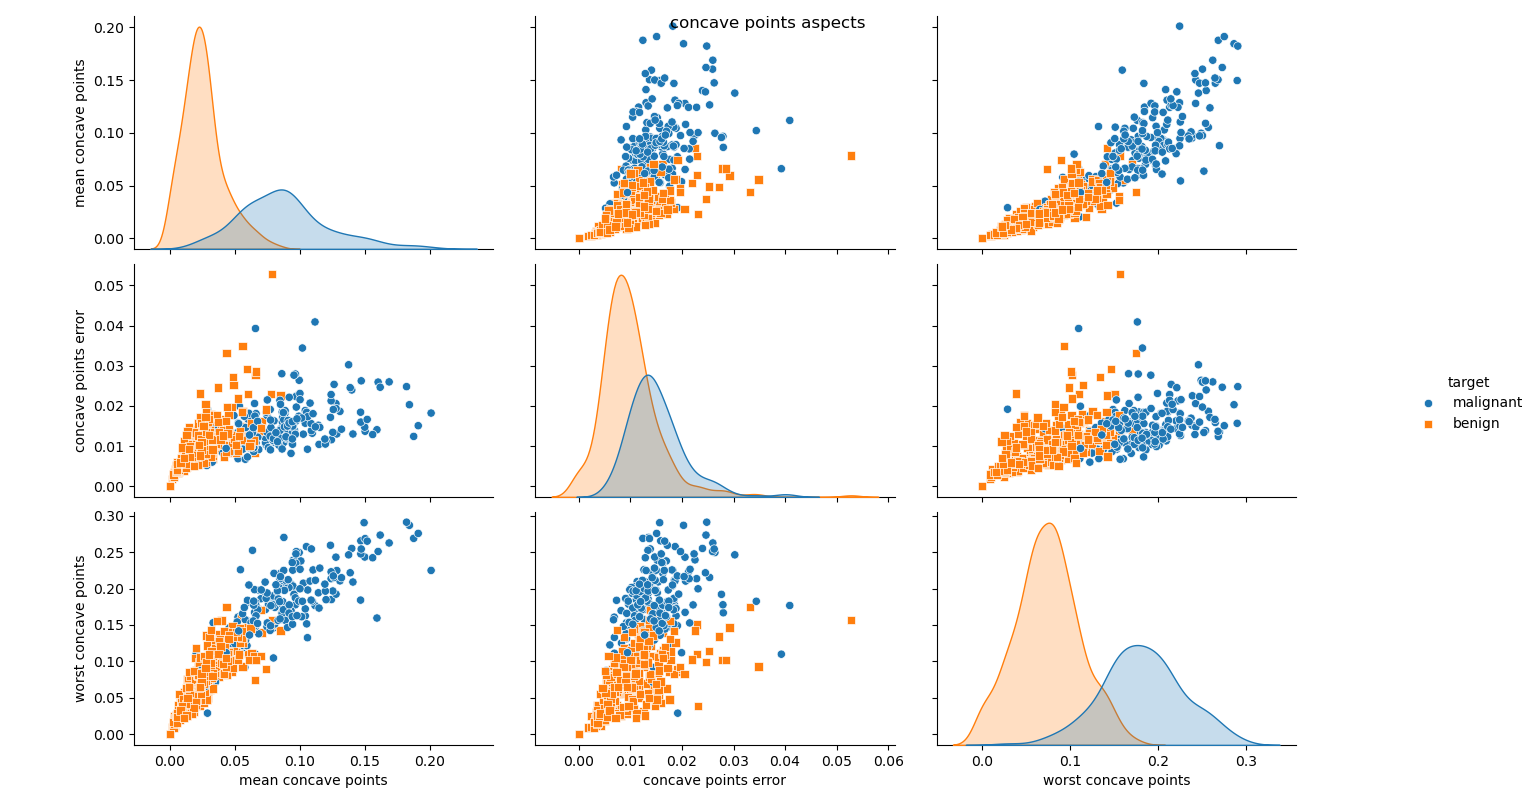 concave points aspects
0.20
0.15
0.10
0.05
0.00
mean concave points
0.05
0.04
0.03
0.02
0.01
0.00
concave points error
target
malignant
benign
0.30
0.25
0.20
0.15
0.10
0.05
0.00
worst concave points
0.00 0.05 0.10 0.15 0.20
mean concave points
0.00 0.01 0.02 0.03 0.04 0.05 0.06
concave points error
0.0 0.1 0.2 0.3
worst concave points